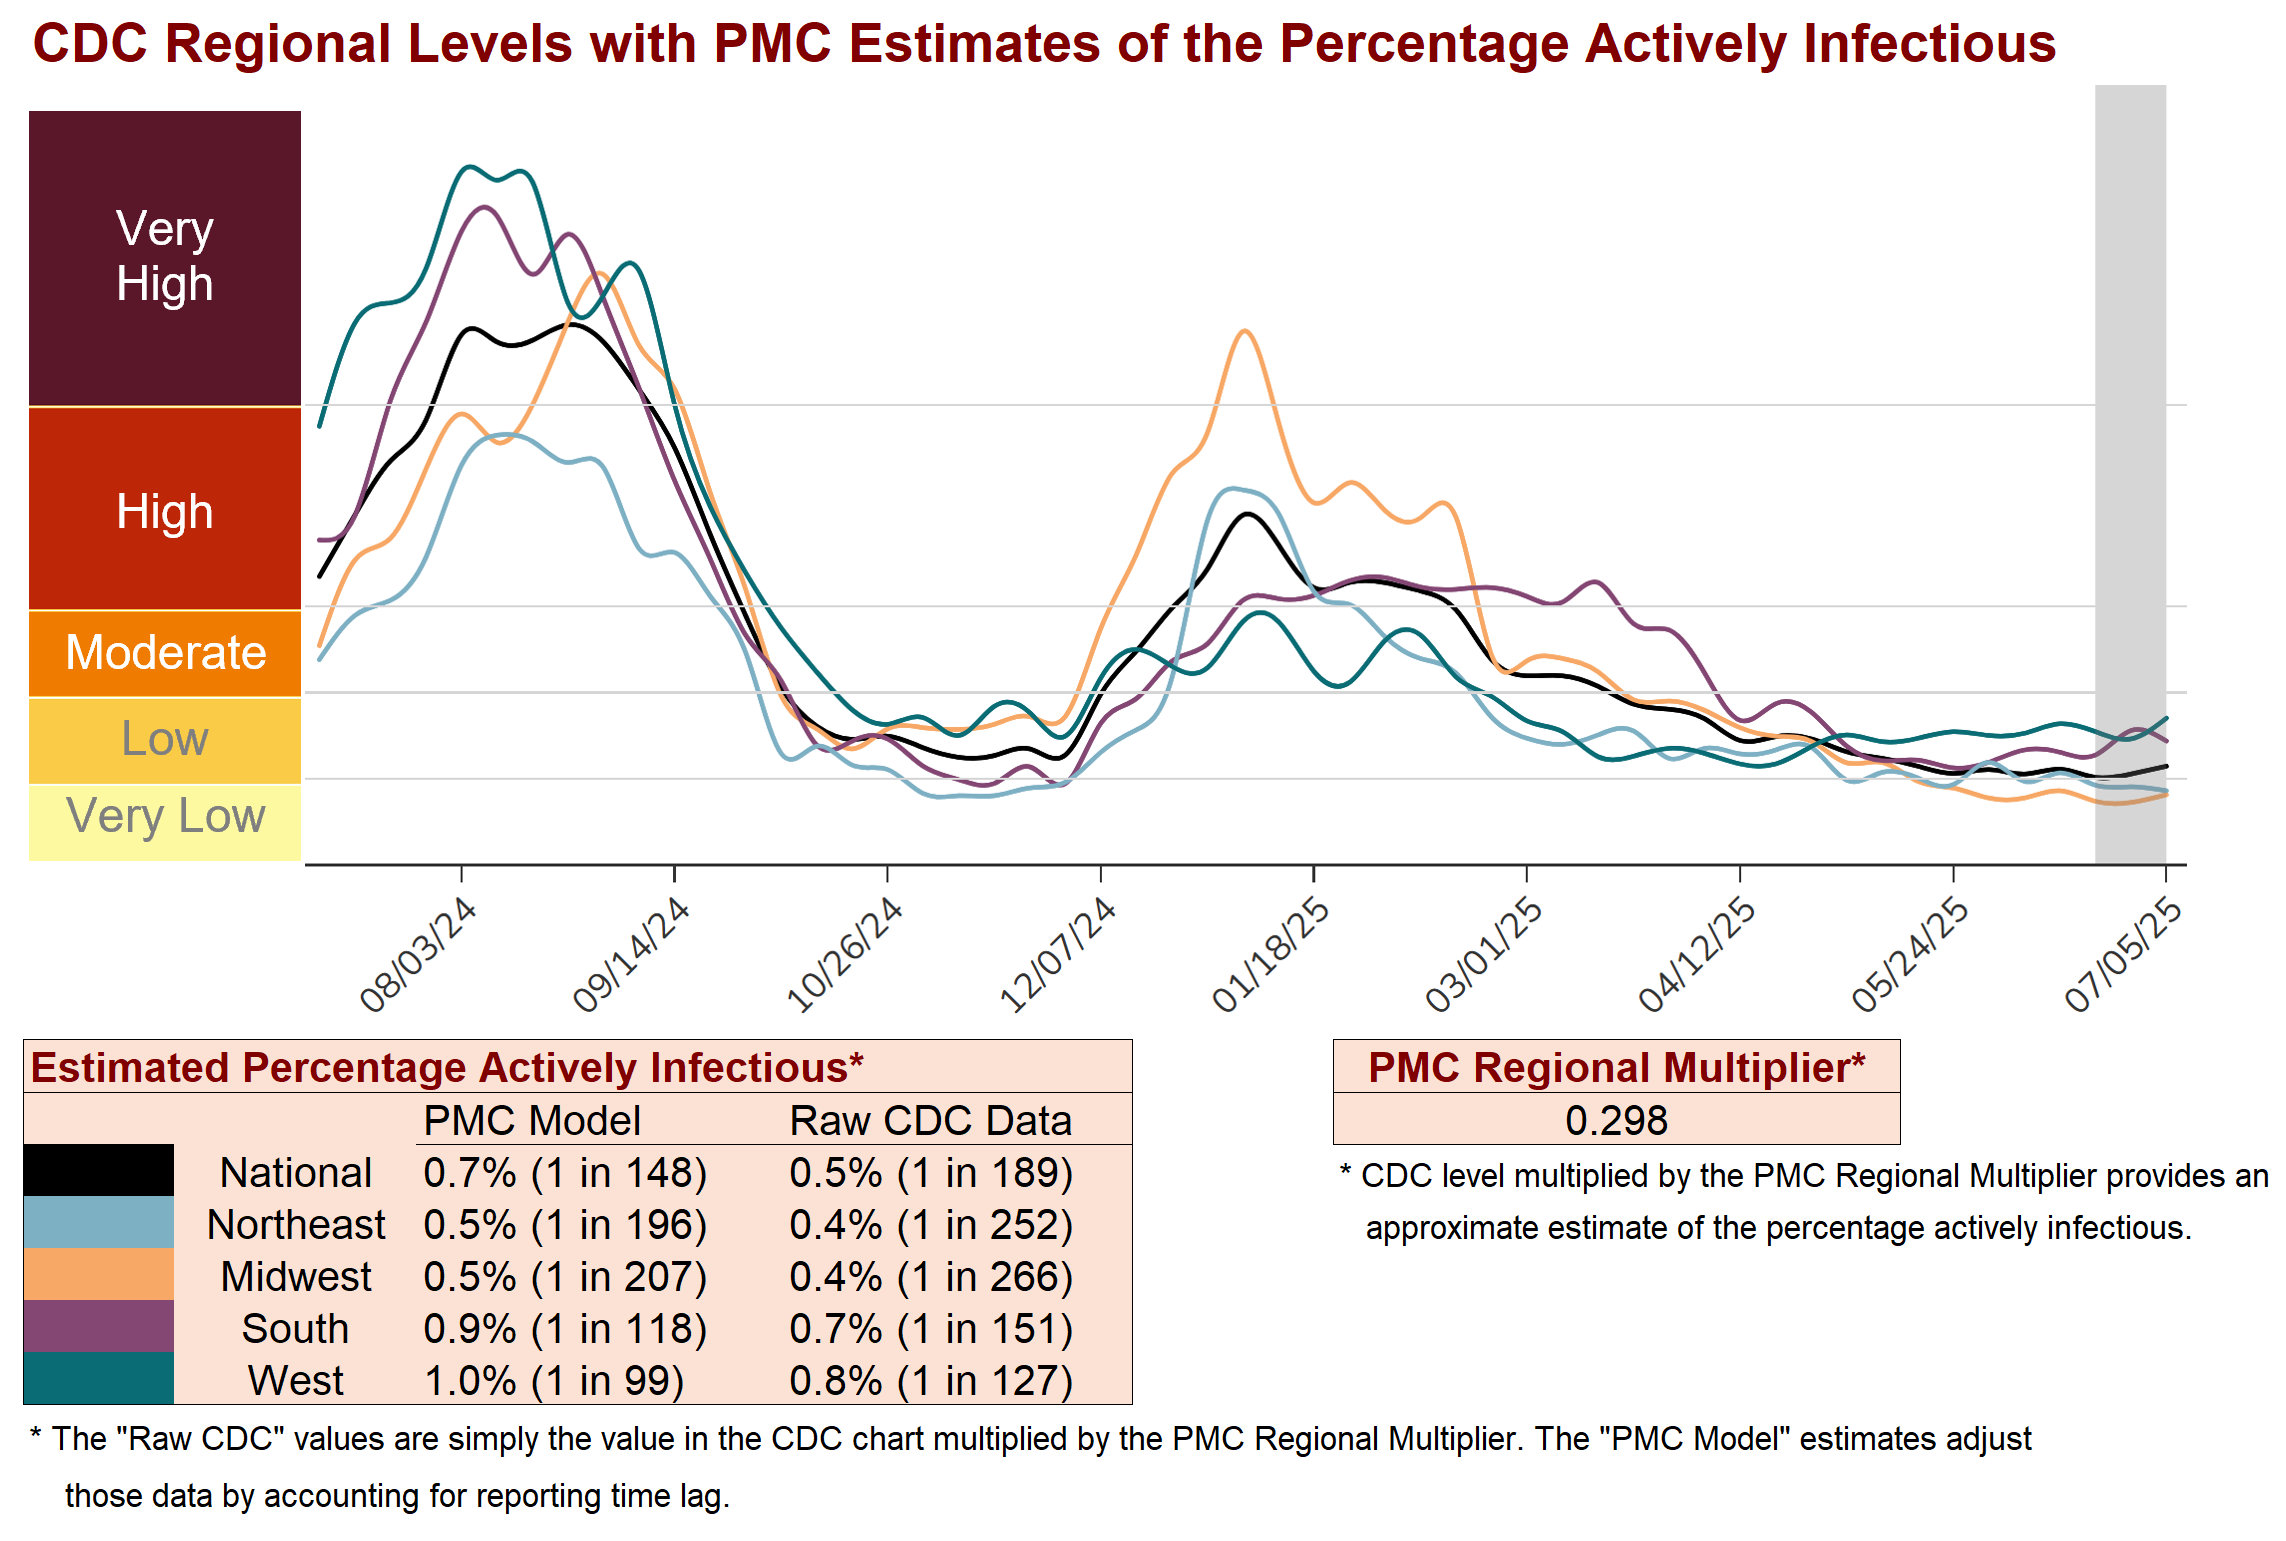 CDC Regional Levels with PMC Estimates of the Percentage Actively Infectious
Very
High
High
Moderate
Low
Very Low
08/03/24 09/14/24 10/26/24 12/07/24 01/18/25 03/01/25 04/12/25 05/24/25 07/05/25
Estimated Percentage Actively Infectious*
PMC Model Raw CDC Data
National 0.7% (1 in 148) 0.5% (1 in 189)
Northeast 0.5% (1 in 196) 0.4% (1 in 252)
Midwest 0.5% (1 in 207) 0.4% (1 in 266)
South 0.9% (1 in 118) 0.7% (1 in 151)
West 1.0% (1 in 99) 0.8% (1 in 127)
PMC Regional Multiplier*
0.298
* CDC level multiplied by the PMC Regional Multiplier provides an
approximate estimate of the percentage actively infectious.
* The "Raw CDC" values are simply the value in the CDC chart multiplied by the PMC Regional Multiplier. The "PMC Model" estimates adjust
those data by accounting for reporting time lag.